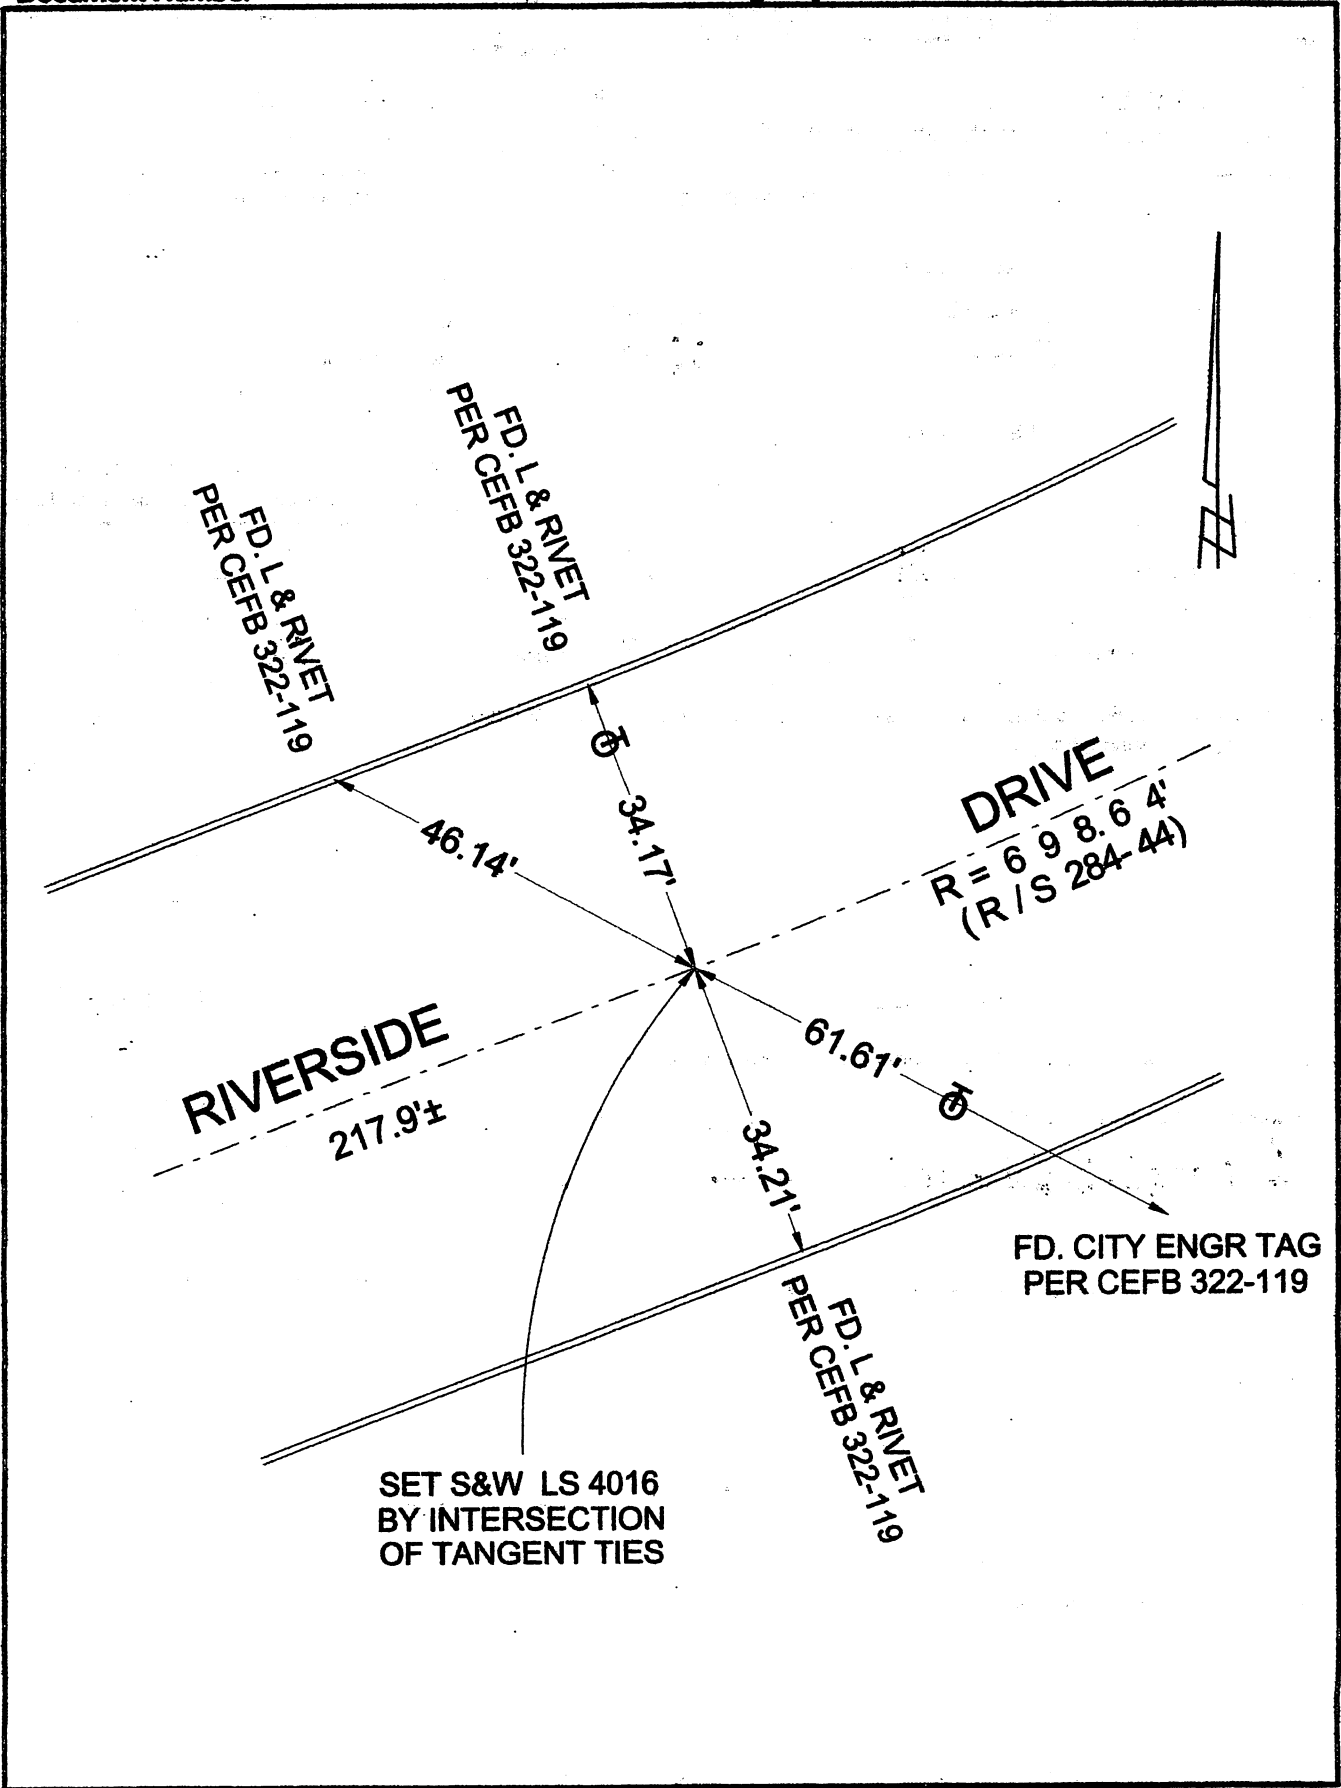 FD. L & RIVET
PER CEFB 322-119
FD. L & RIVET
PER CEFB 322-119
46.14'
34.17'
DRIVE
R = 698.64'
(R/S 284-44)
RIVERSIDE
217.9'±
61.61'
34.21'
FD. CITY ENGR TAG
PER CEFB 322-119
FD. L & RIVET
PER CEFB 322-119
SET S&W LS 4016
BY INTERSECTION
OF TANGENT TIES